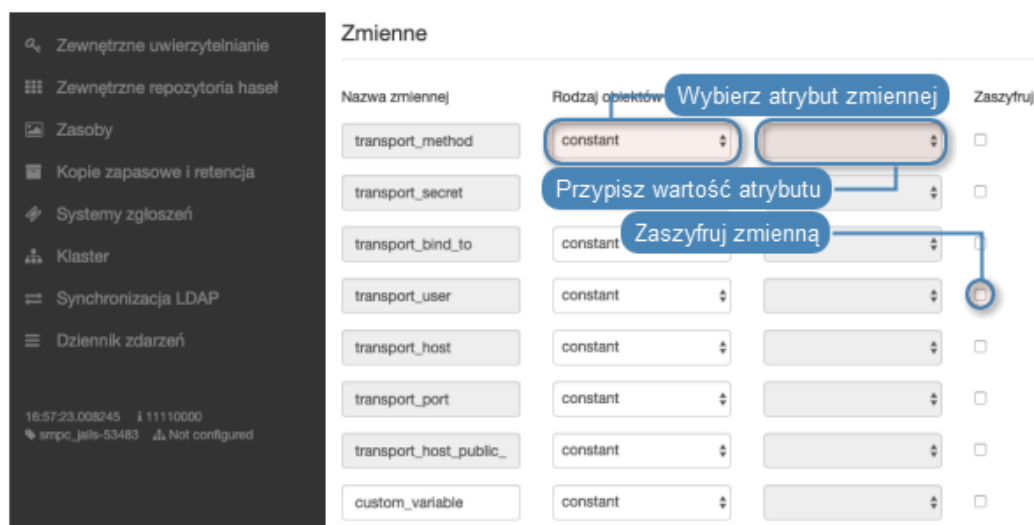 Zewnętrzne uwierzytelnianie
Zewnętrzne repozytoria haseł
Zasoby
Kopie zapasowe i retencja
Systemy zgłoszeń
Klaster
Synchronizacja LDAP
Dziennik zdarzeń
16:57:23.008245 11110000
smpc_jails-53483 Not configured
Zmienne
Nazwa zmiennej Rodzaj obiektów Wybierz atrybut zmiennej Zaszyfruj
transport_method constant
transport_secret Przypisz wartość atrybutu
Zaszyfruj zmienną
transport_bind_to constant
transport_user constant
transport_host constant
transport_port constant
transport_host_public_ constant
custom_variable constant